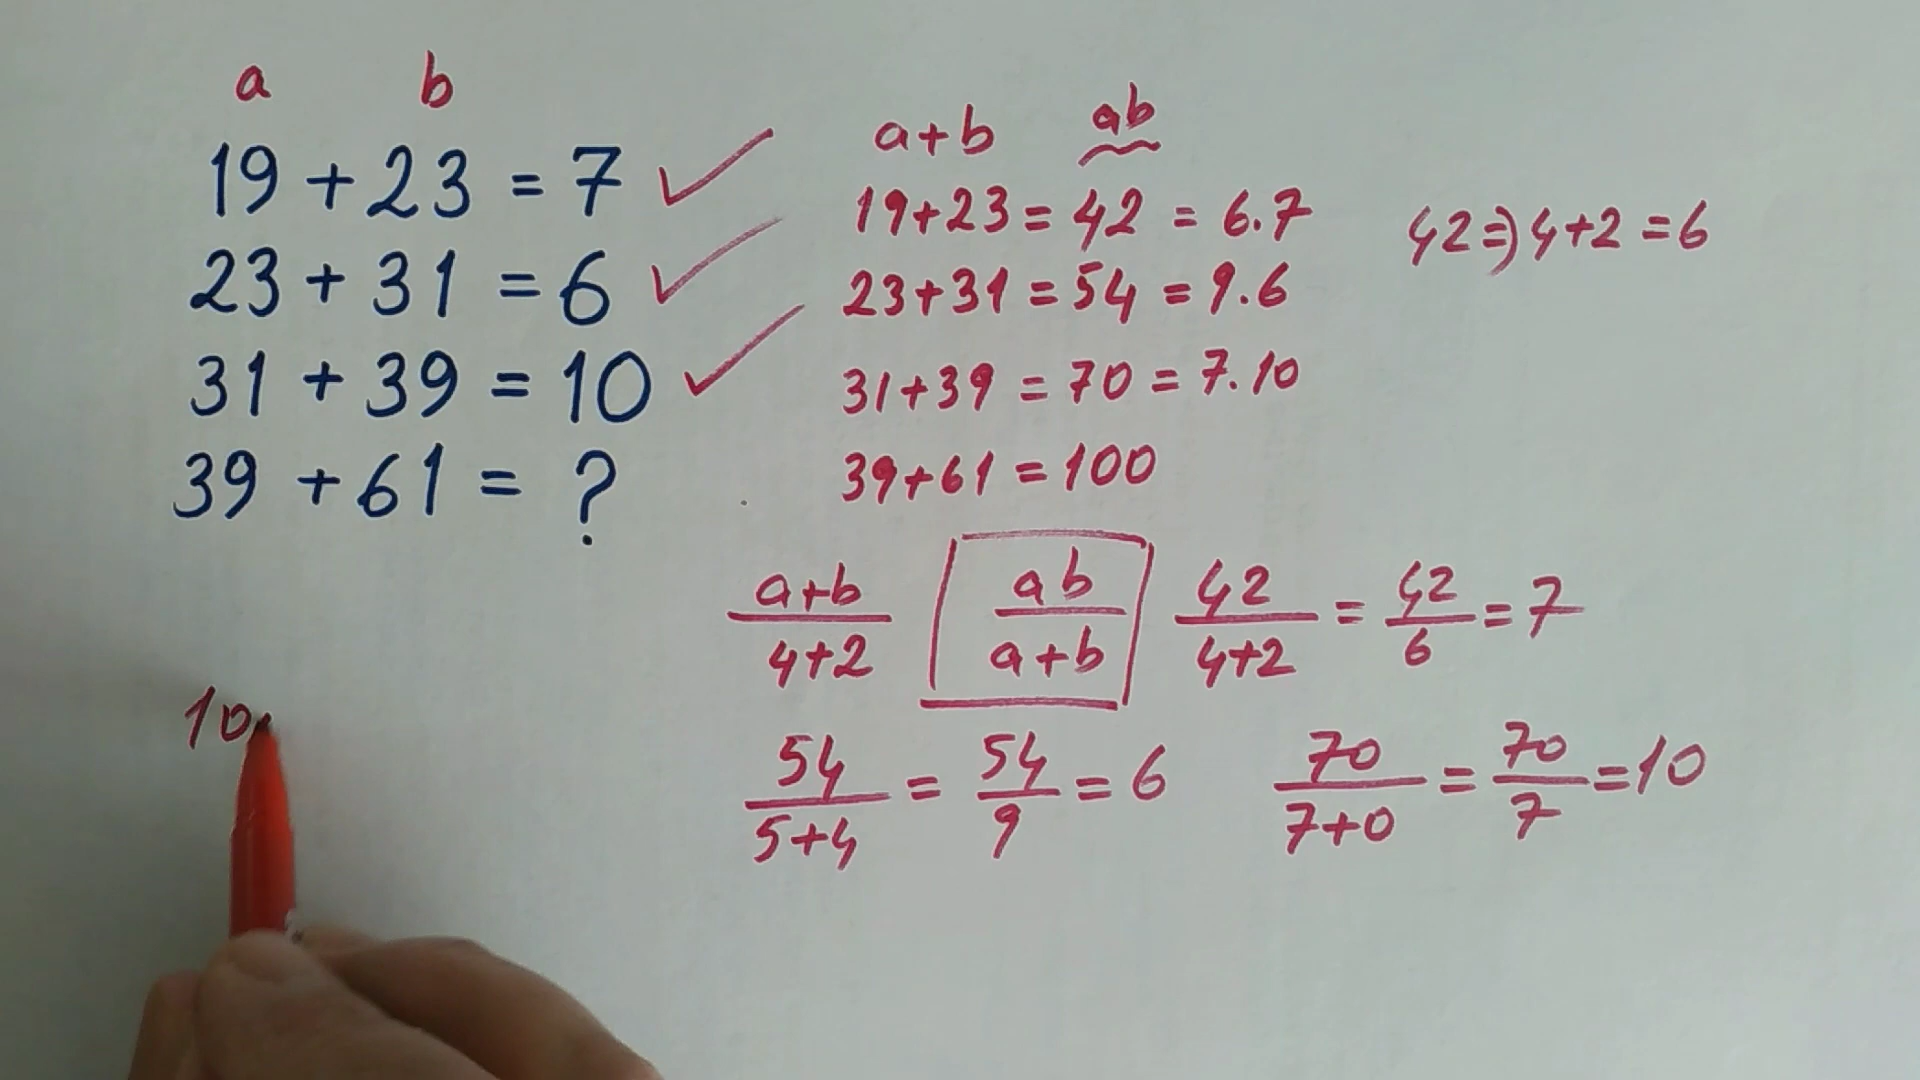 a b
19 + 23 = 7 ✓
23 + 31 = 6 ✓
31 + 39 = 10 ✓
39 + 61 = ?
10
a+b ab
19+23 = 42 = 6.7
42 => 4+2 = 6
23+31 = 54 = 9.6
31+39 = 70 = 7.10
39+61 = 100
a+b ab 42 42
4+2 a+b 4+2 = 6 = 7
54 54 70 70
5+4 = 9 = 6 7+0 = 7 = 10